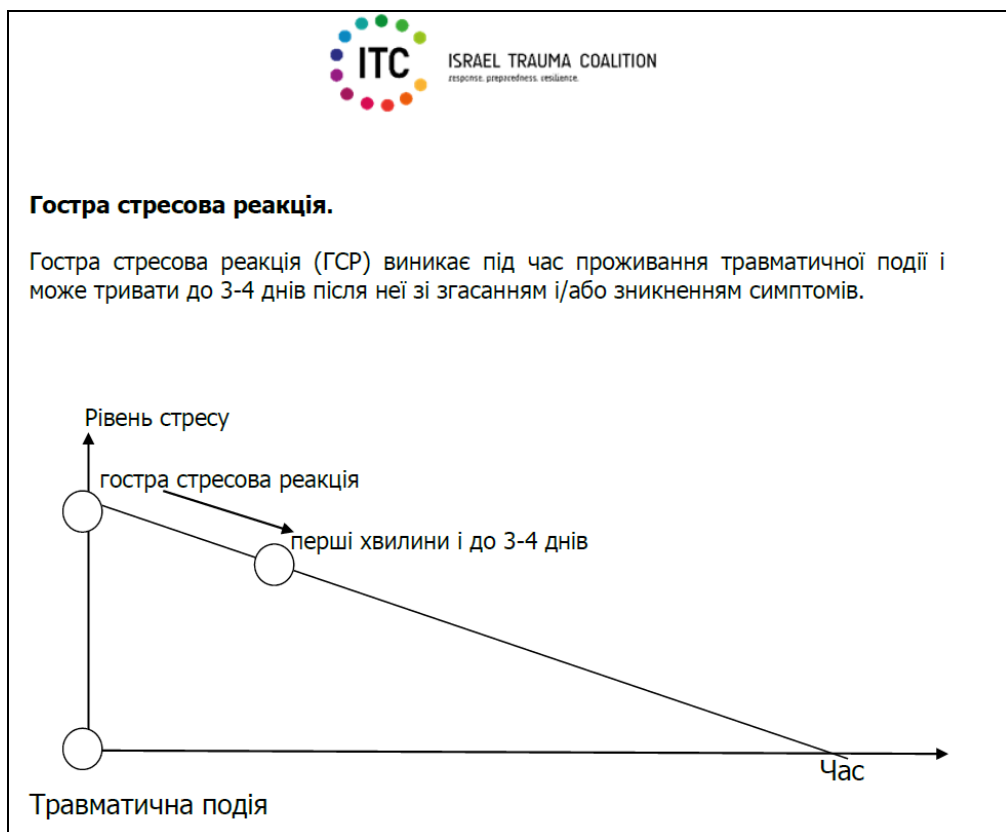 ITC
ISRAEL TRAUMA COALITION
response. preparedness. resilience.
Гостра стресова реакція.
Гостра стресова реакція (ГСР) виникає під час проживання травматичної події і
може тривати до 3-4 днів після неї зі згасанням і/або зникненням симптомів.
Рівень стресу
гостра стресова реакція
перші хвилини і до 3-4 днів
Час
Травматична подія